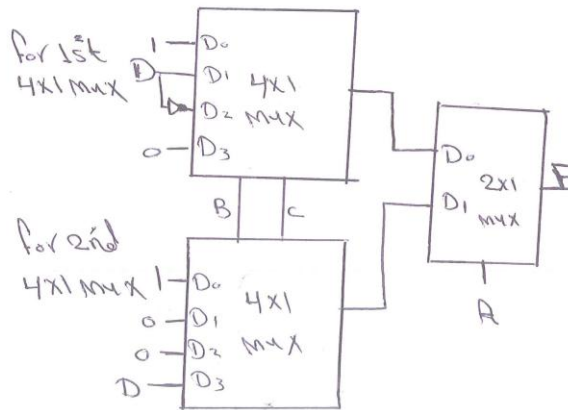 for 1st
4x1 mux
1 D0
D D1
D2
0 D3
4x1
mux
B C
for 2nd
4x1 mux
1 D0
0 D1
0 D2
D D3
4x1
mux
D0
D1
2x1
mux
F
A